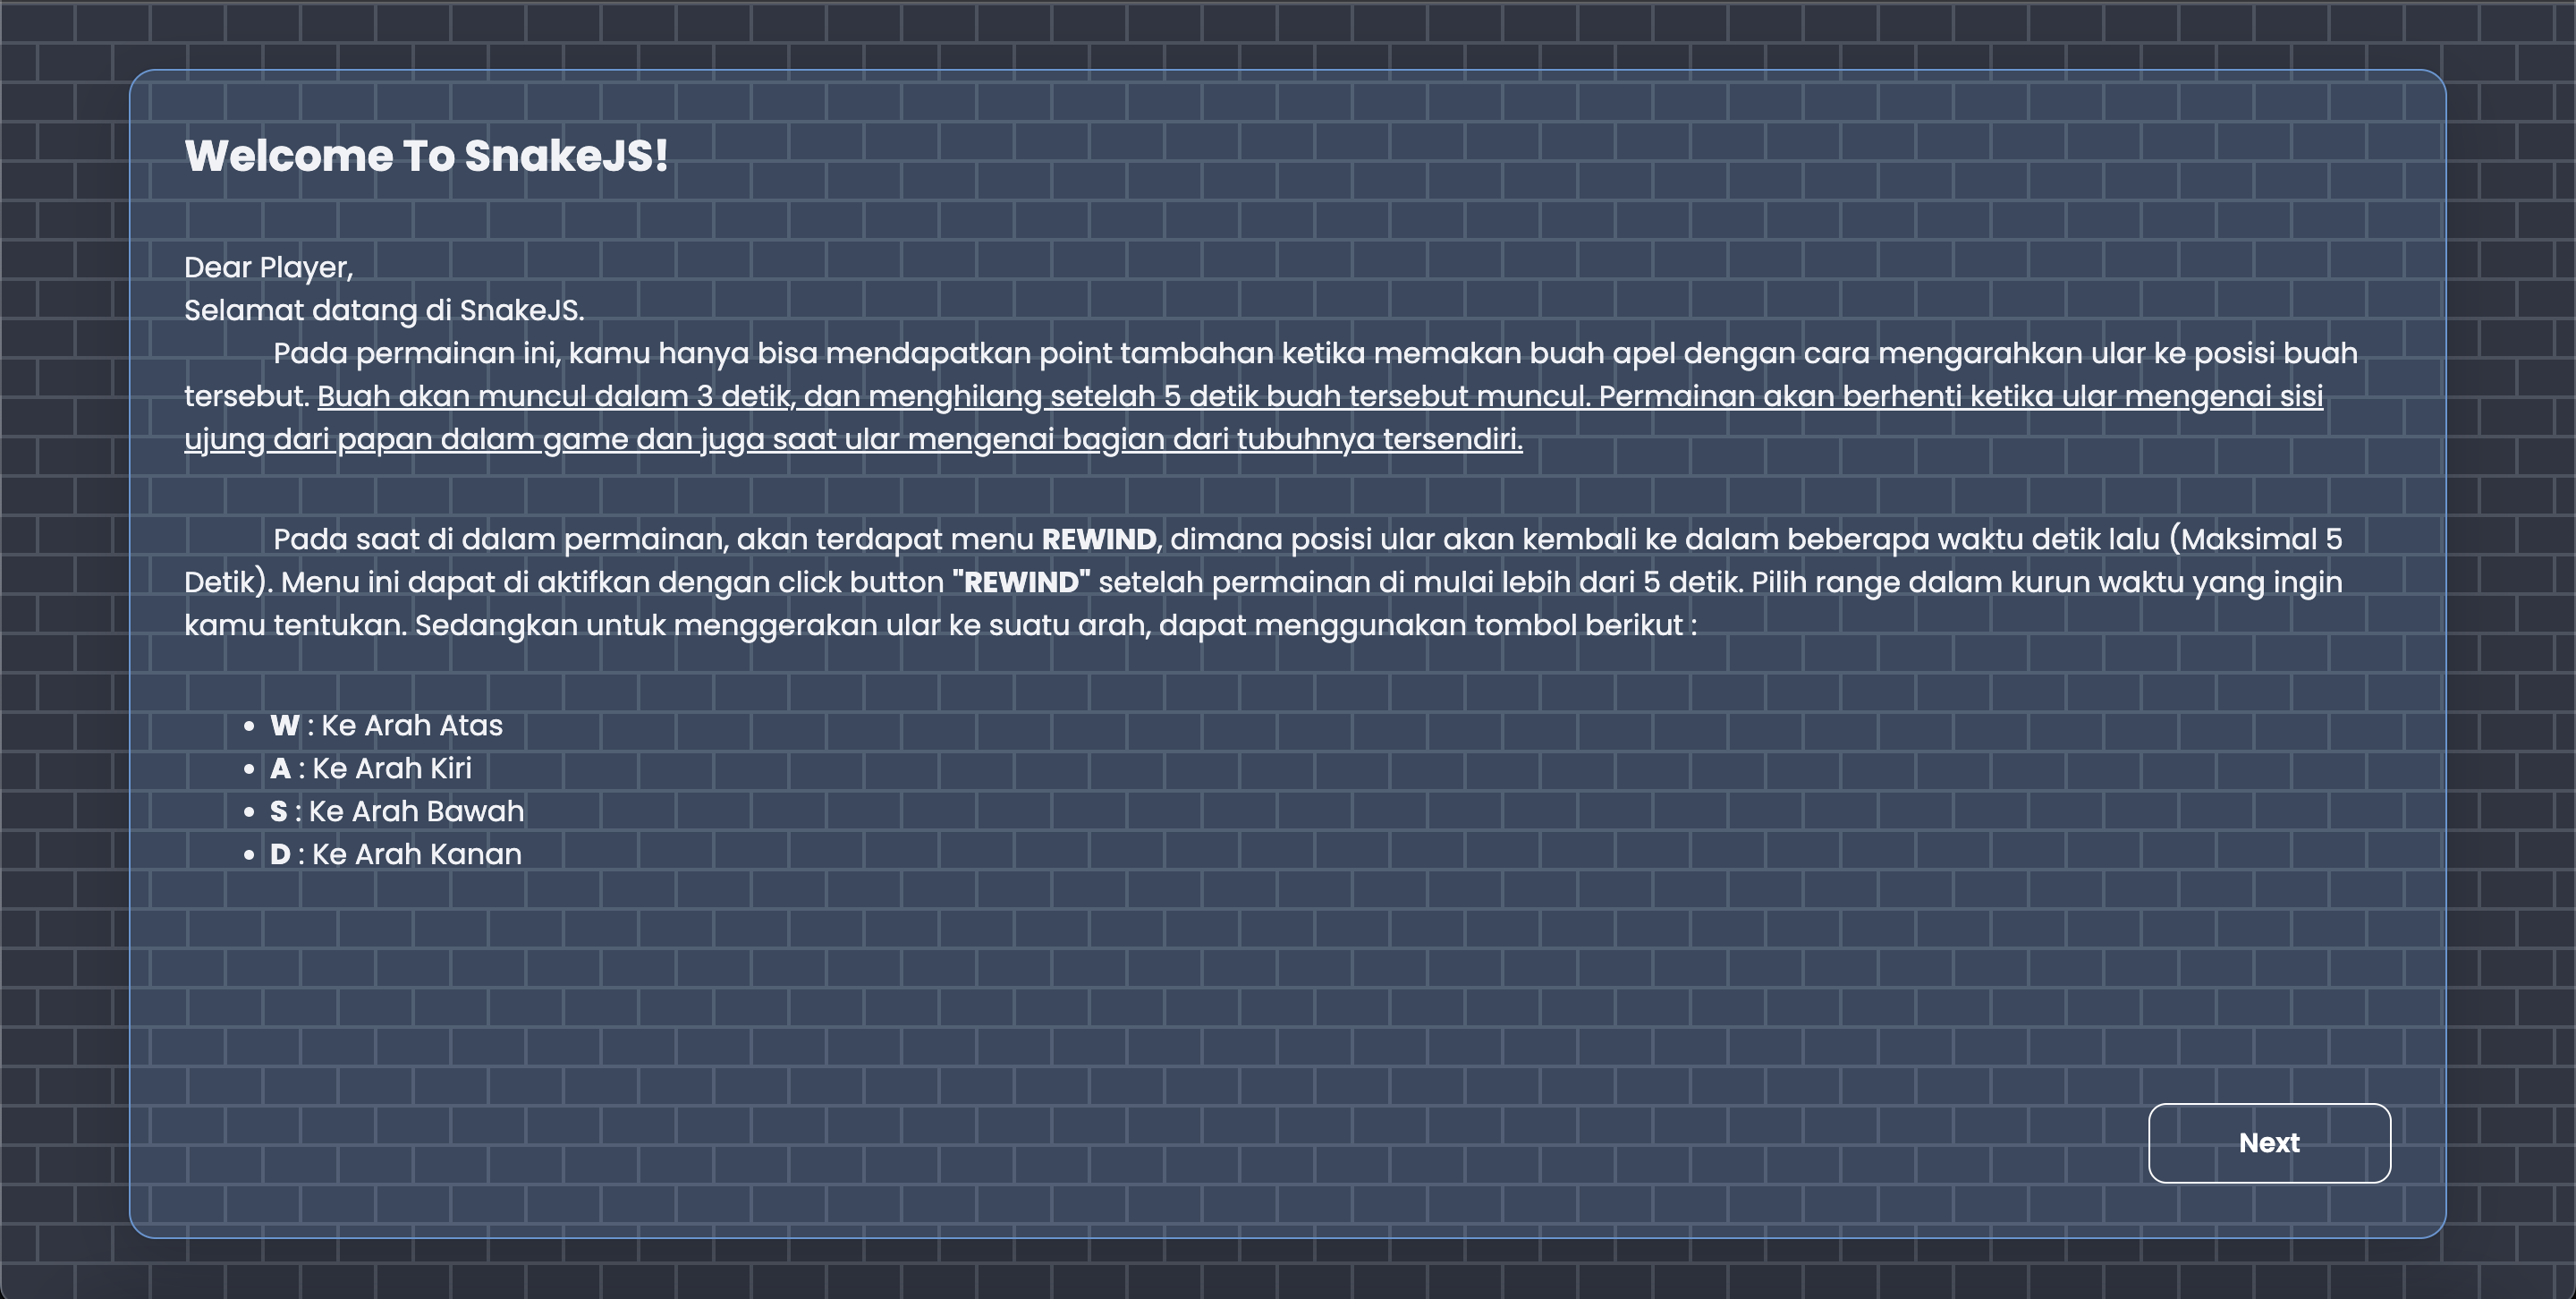 Welcome To SnakeJS!
Dear Player,
Selamat datang di SnakeJS.
Pada permainan ini, kamu hanya bisa mendapatkan point tambahan ketika memakan buah apel dengan cara mengarahkan ular ke posisi buah
tersebut. Buah akan muncul dalam 3 detik, dan menghilang setelah 5 detik buah tersebut muncul. Permainan akan berhenti ketika ular mengenai sisi
ujung dari papan dalam game dan juga saat ular mengenai bagian dari tubuhnya tersendiri.
Pada saat di dalam permainan, akan terdapat menu REWIND, dimana posisi ular akan kembali ke dalam beberapa waktu detik lalu (Maksimal 5
Detik). Menu ini dapat di aktifkan dengan click button "REWIND" setelah permainan di mulai lebih dari 5 detik. Pilih range dalam kurun waktu yang ingin
kamu tentukan. Sedangkan untuk menggerakan ular ke suatu arah, dapat menggunakan tombol berikut :
• W : Ke Arah Atas
• A : Ke Arah Kiri
• S : Ke Arah Bawah
• D : Ke Arah Kanan
Next